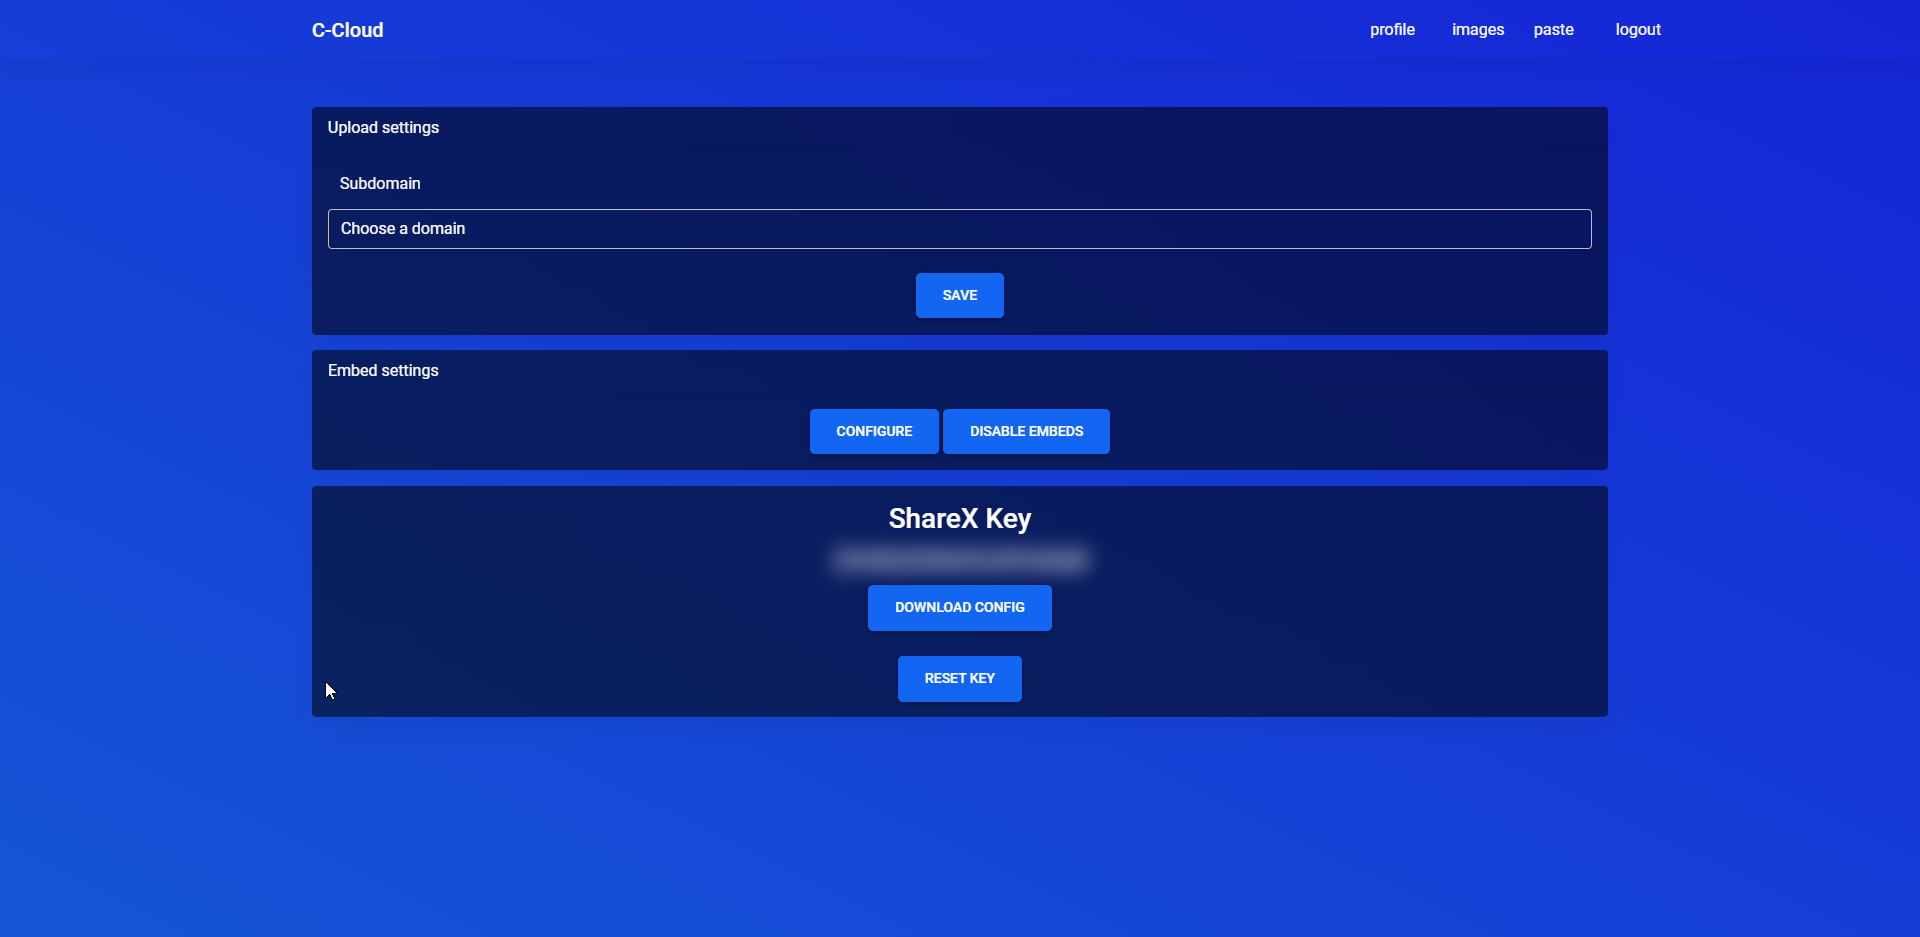 C-Cloud profile images paste logout
Upload settings
Subdomain
Choose a domain
SAVE
Embed settings
CONFIGURE DISABLE EMBEDS
ShareX Key
DOWNLOAD CONFIG
RESET KEY